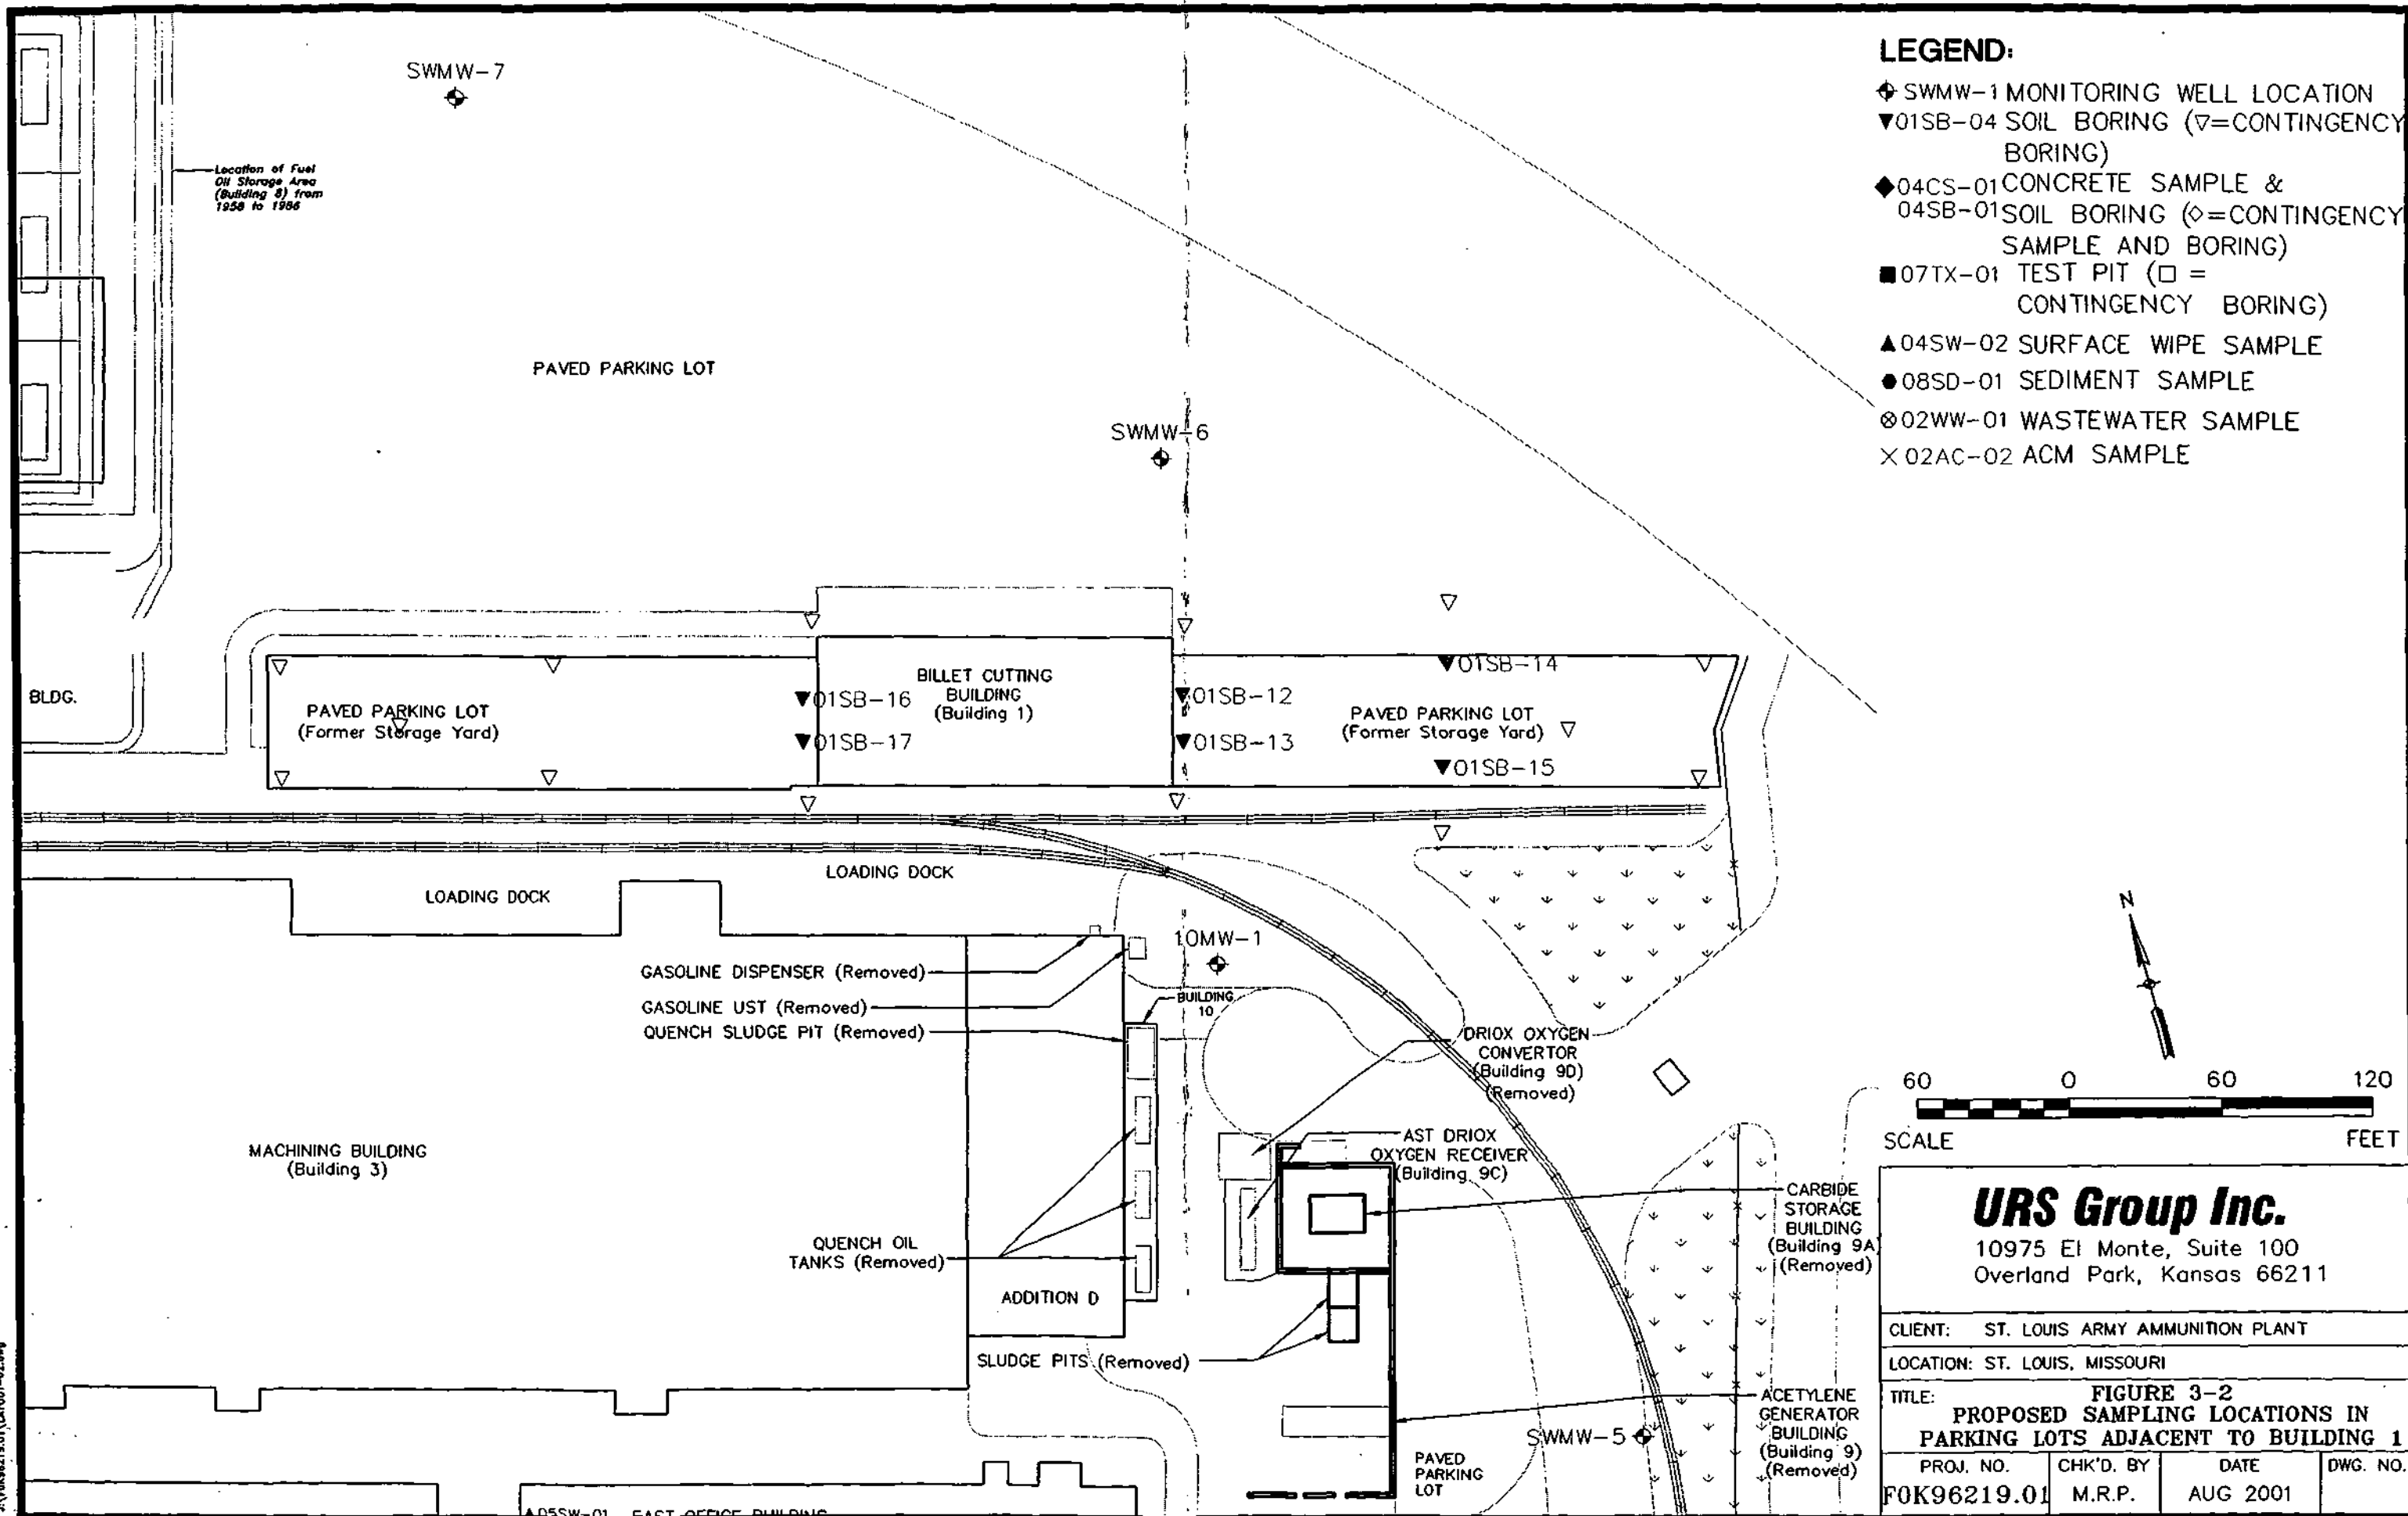 SWMW-7
Location of Fuel
Oil Storage Area
(Building 8) from
1958 to 1986
PAVED PARKING LOT
SWMW-6
LEGEND:
SWMW-1 MONITORING WELL LOCATION
▼01SB-04 SOIL BORING (▽=CONTINGENCY
BORING)
◆04CS-01 CONCRETE SAMPLE &
04SB-01 SOIL BORING (◇=CONTINGENCY
SAMPLE AND BORING)
■07TX-01 TEST PIT (□ =
CONTINGENCY BORING)
▲04SW-02 SURFACE WIPE SAMPLE
●08SD-01 SEDIMENT SAMPLE
⊗02WW-01 WASTEWATER SAMPLE
×02AC-02 ACM SAMPLE
BLDG.
PAVED PARKING LOT
(Former Storage Yard)
01SB-16
01SB-17
BILLET CUTTING
BUILDING
(Building 1)
01SB-12
01SB-13
01SB-14
PAVED PARKING LOT
(Former Storage Yard)
01SB-15
LOADING DOCK
LOADING DOCK
10MW-1
GASOLINE DISPENSER (Removed)
GASOLINE UST (Removed)
QUENCH SLUDGE PIT (Removed)
BUILDING
10
DRIOX OXYGEN
CONVERTOR
(Building 9D)
(Removed)
MACHINING BUILDING
(Building 3)
AST DRIOX
OXYGEN RECEIVER
(Building 9C)
CARBIDE
STORAGE
BUILDING
(Building 9A
(Removed)
QUENCH OIL
TANKS (Removed)
ADDITION D
SLUDGE PITS (Removed)
ACETYLENE
GENERATOR
BUILDING
(Building 9)
(Removed)
SWMW-5
PAVED
PARKING
LOT
▲05SW-01 EAST OFFICE BUILDING
N
60 0 60 120
SCALE FEET
URS Group Inc.
10975 El Monte, Suite 100
Overland Park, Kansas 66211
CLIENT: ST. LOUIS ARMY AMMUNITION PLANT
LOCATION: ST. LOUIS, MISSOURI
TITLE: FIGURE 3-2
PROPOSED SAMPLING LOCATIONS IN
PARKING LOTS ADJACENT TO BUILDING 1
PROJ. NO. CHK'D. BY DATE DWG. NO.
F0K96219.01 M.R.P. AUG 2001